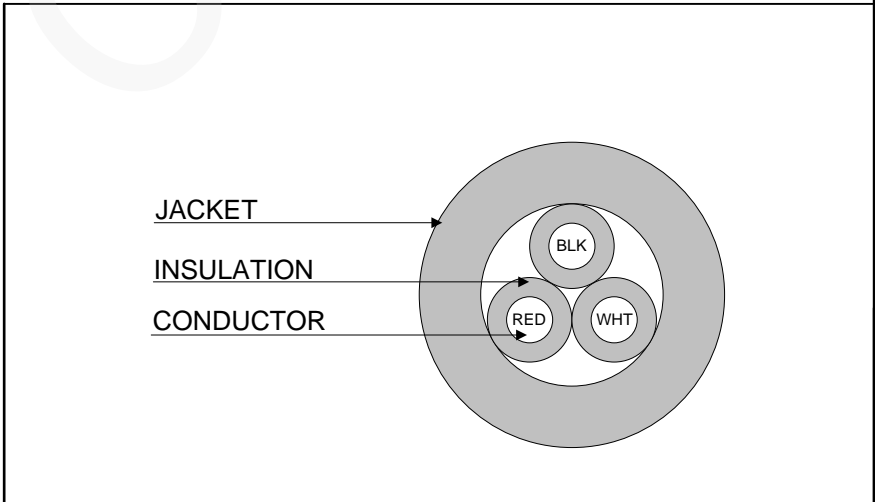 JACKET
BLK
INSULATION
CONDUCTOR
RED
WHT